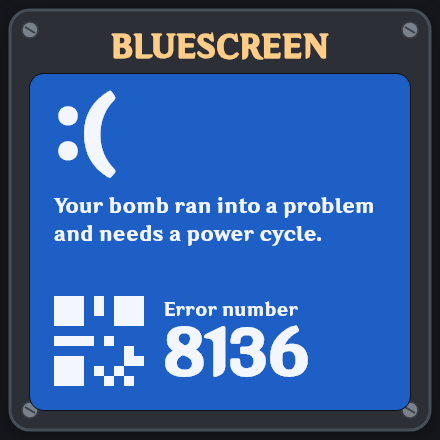 BLUESCREEN
:(
Your bomb ran into a problem
and needs a power cycle.
Error number
8136